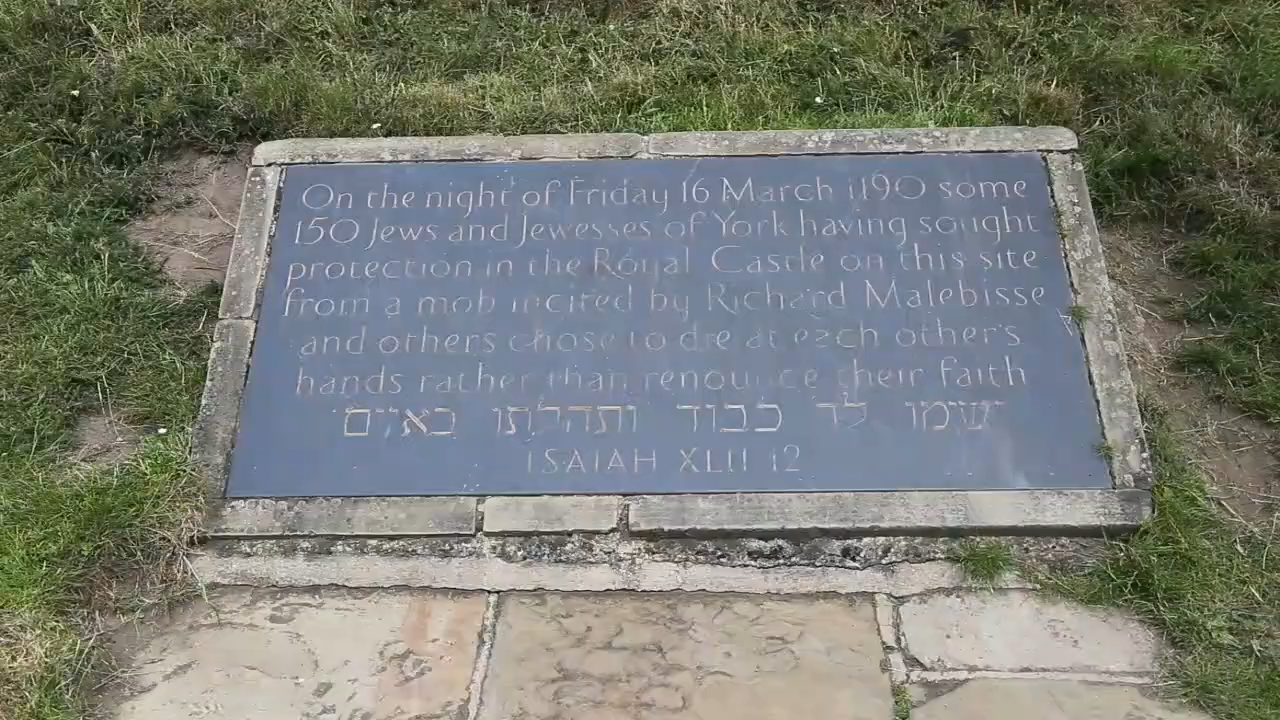 On the night of Friday 16 March 1190 some
150 Jews and Jewesses of York having sought
protection in the Royal Castle on this site
from a mob incited by Richard Malebisse
and others chose to die at each other's
hands rather than renounce their faith
ישימו לה׳ כבוד ותהלתו באיים
ISAIAH XLII 12